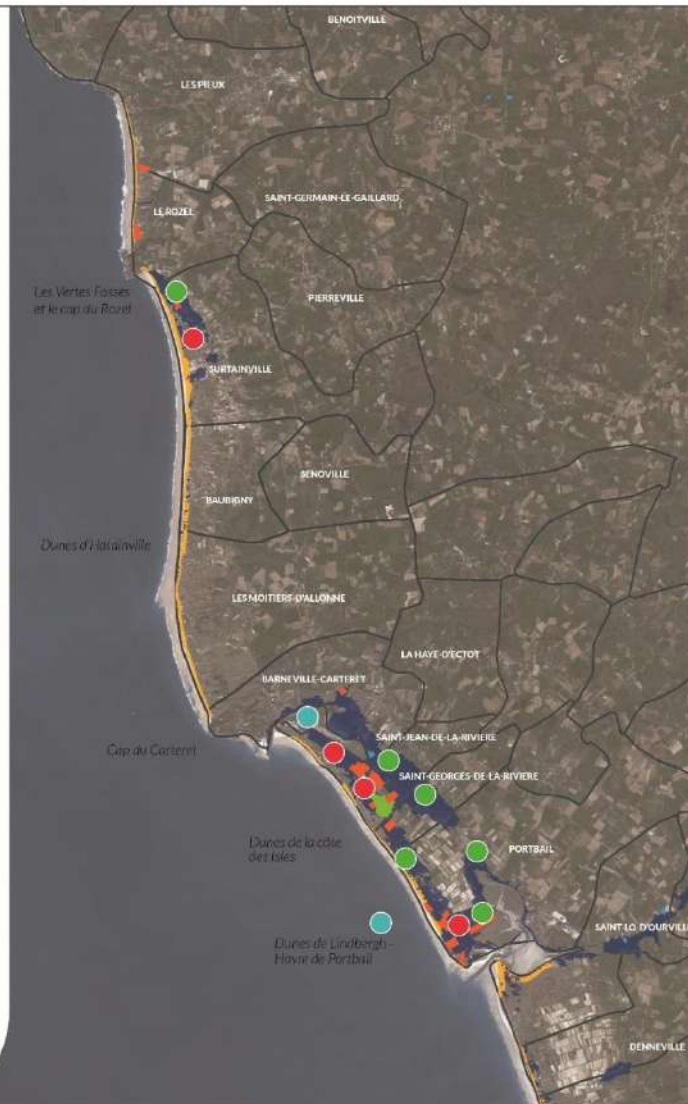 BENOITVILLE
LES PIEUX
SAINT-GERMAIN-LE-GAILLARD
LE ROZEL
Les Vertes Fosses
et le cap du Rozel
PIERREVILLE
SURTAINVILLE
SENOVILLE
BAUBIGNY
Dunes d'Hatainville
LES MOITIERS-D'ALLONNE
LA HAYE-D'ECTOT
BARNEVILLE-CARTERET
SAINT-JEAN-DE-LA-RIVIERE
Cap du Carteret
SAINT-GEORGES-DE-LA-RIVIERE
Dunes de la côte
des Isles
PORTBAIL
SAINT-LO-D'OURVILLE
Dunes de Lindbergh -
Havre de Portbail
DENNEVILLE